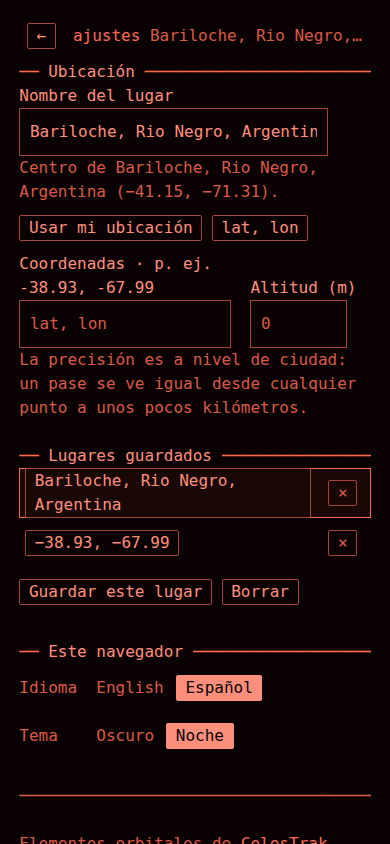 ← ajustes Bariloche, Rio Negro,…
Ubicación
Nombre del lugar
Bariloche, Rio Negro, Argentin
Centro de Bariloche, Rio Negro,
Argentina (−41.15, −71.31).
Usar mi ubicación lat, lon
Coordenadas · p. ej.
-38.93, -67.99 Altitud (m)
lat, lon 0
La precisión es a nivel de ciudad:
un pase se ve igual desde cualquier
punto a unos pocos kilómetros.
Lugares guardados
Bariloche, Rio Negro,
Argentina ×
−38.93, −67.99 ×
Guardar este lugar Borrar
Este navegador
Idioma English Español
Tema Oscuro Noche
Elementos orbitales de CelesTrak